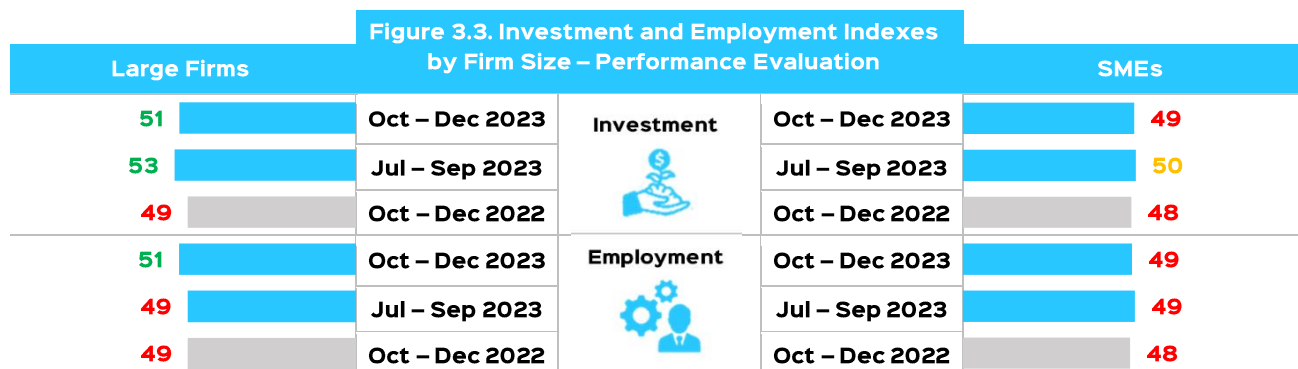 Figure 3.3. Investment and Employment Indexes
by Firm Size – Performance Evaluation
Large Firms
SMEs
51 Oct – Dec 2023 Investment Oct – Dec 2023 49
53 Jul – Sep 2023 Jul – Sep 2023 50
49 Oct – Dec 2022 Oct – Dec 2022 48
51 Oct – Dec 2023 Employment Oct – Dec 2023 49
49 Jul – Sep 2023 Jul – Sep 2023 49
49 Oct – Dec 2022 Oct – Dec 2022 48